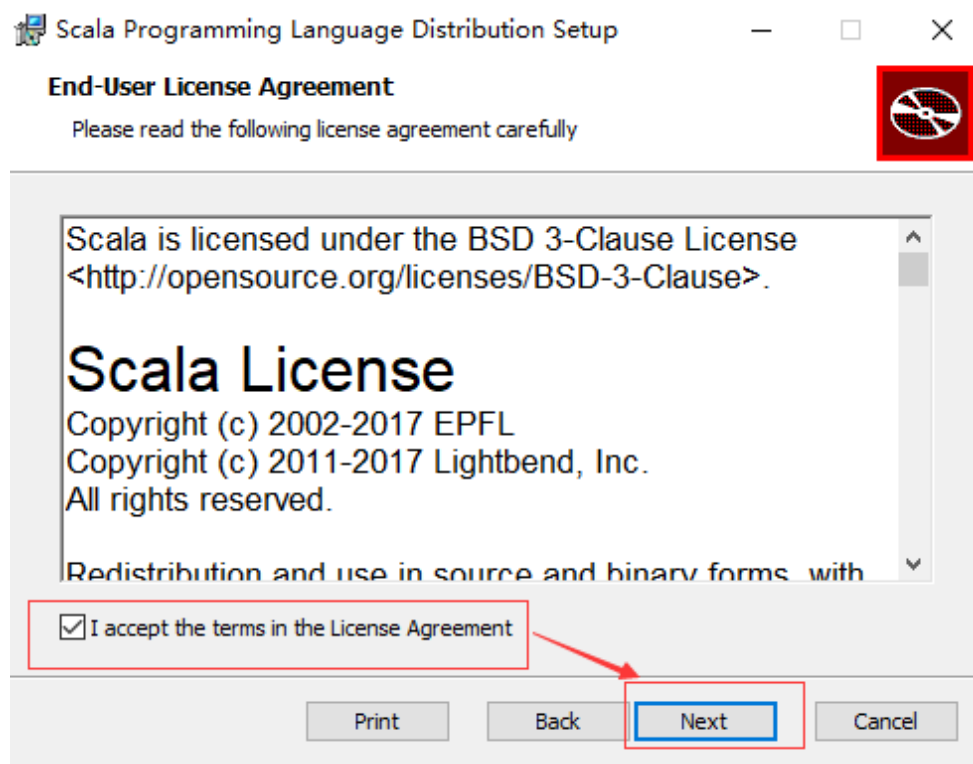 Scala Programming Language Distribution Setup
End-User License Agreement
Please read the following license agreement carefully
Scala is licensed under the BSD 3-Clause License
<http://opensource.org/licenses/BSD-3-Clause>.
Scala License
Copyright (c) 2002-2017 EPFL
Copyright (c) 2011-2017 Lightbend, Inc.
All rights reserved.
Redistribution and use in source and binary forms, with
I accept the terms in the License Agreement
Print Back Next Cancel